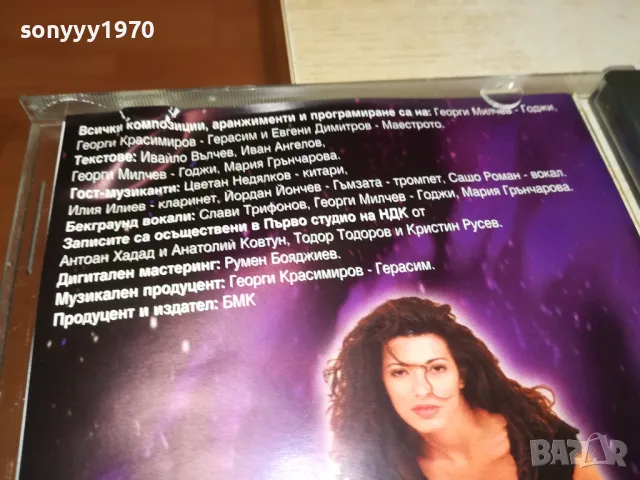 sonyyy1970
Всички композиции, аранжименти и програмиране са на: Георги Милчев - Годжи,
Георги Красимиров - Герасим и Евгени Димитров - Маестрото.
Текстове: Ивайло Вълчев, Иван Ангелов,
Георги Милчев - Годжи, Мария Грънчарова.
Гост-музиканти: Цветан Недялков - китари,
Илия Илиев - кларинет, Йордан Йончев - Гъмзата - тромпет, Сашо Роман - вокал.
Бекграунд вокали: Слави Трифонов, Георги Милчев - Годжи, Мария Грънчарова.
Записите са осъществени в Първо студио на НДК от
Антоан Хадад и Анатолий Ковтун, Тодор Тодоров и Кристин Русев.
Дигитален мастеринг: Румен Бояджиев.
Музикален продуцент: Георги Красимиров - Герасим.
Продуцент и издател: БМК
BAZAR